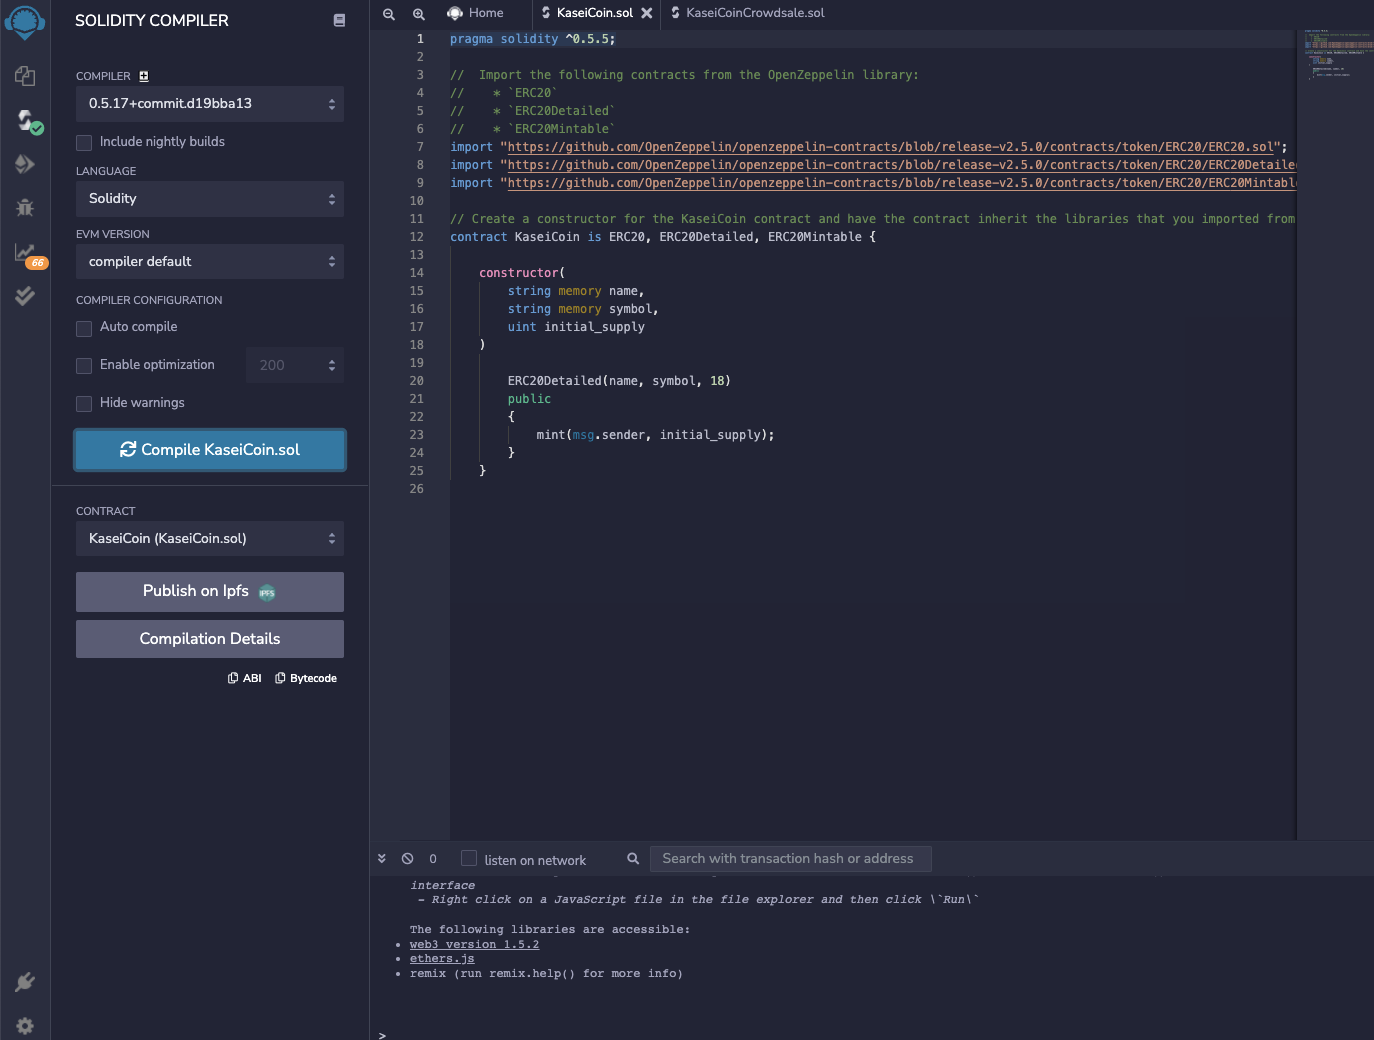 SOLIDITY COMPILER
COMPILER
0.5.17+commit.d19bba13
Include nightly builds
LANGUAGE
Solidity
EVM VERSION
compiler default
COMPILER CONFIGURATION
Auto compile
Enable optimization
200
Hide warnings
Compile KaseiCoin.sol
CONTRACT
KaseiCoin (KaseiCoin.sol)
Publish on Ipfs
IPFS
Compilation Details
ABI
Bytecode
66
Home
KaseiCoin.sol
KaseiCoinCrowdsale.sol
1 pragma solidity ^0.5.5;
2
3 //  Import the following contracts from the OpenZeppelin library:
4 //    * `ERC20`
5 //    * `ERC20Detailed`
6 //    * `ERC20Mintable`
7 import "https://github.com/OpenZeppelin/openzeppelin-contracts/blob/release-v2.5.0/contracts/token/ERC20/ERC20.sol";
8 import "https://github.com/OpenZeppelin/openzeppelin-contracts/blob/release-v2.5.0/contracts/token/ERC20/ERC20Detailed
9 import "https://github.com/OpenZeppelin/openzeppelin-contracts/blob/release-v2.5.0/contracts/token/ERC20/ERC20Mintabl
10
11 // Create a constructor for the KaseiCoin contract and have the contract inherit the libraries that you imported from
12 contract KaseiCoin is ERC20, ERC20Detailed, ERC20Mintable {
13
14     constructor(
15         string memory name,
16         string memory symbol,
17         uint initial_supply
18     )
19
20         ERC20Detailed(name, symbol, 18)
21         public
22         {
23             mint(msg.sender, initial_supply);
24         }
25     }
26
0
listen on network
Search with transaction hash or address
interface
- Right click on a JavaScript file in the file explorer and then click \`Run\`
The following libraries are accessible:
• web3 version 1.5.2
• ethers.js
• remix (run remix.help() for more info)
>